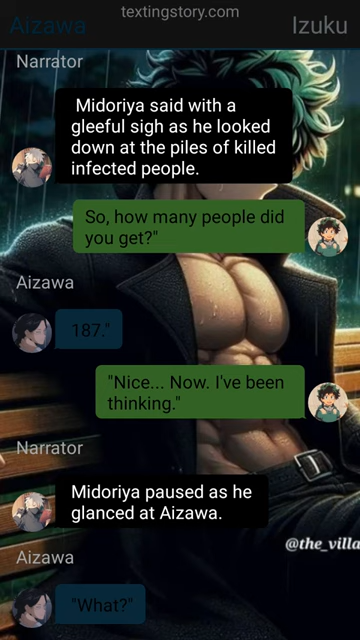 textingstory.com
Aizawa
Izuku
Narrator
Midoriya said with a
gleeful sigh as he looked
down at the piles of killed
infected people.
So, how many people did
you get?"
Aizawa
187."
"Nice... Now. I've been
thinking."
Narrator
Midoriya paused as he
glanced at Aizawa.
@the_villa
Aizawa
"What?"